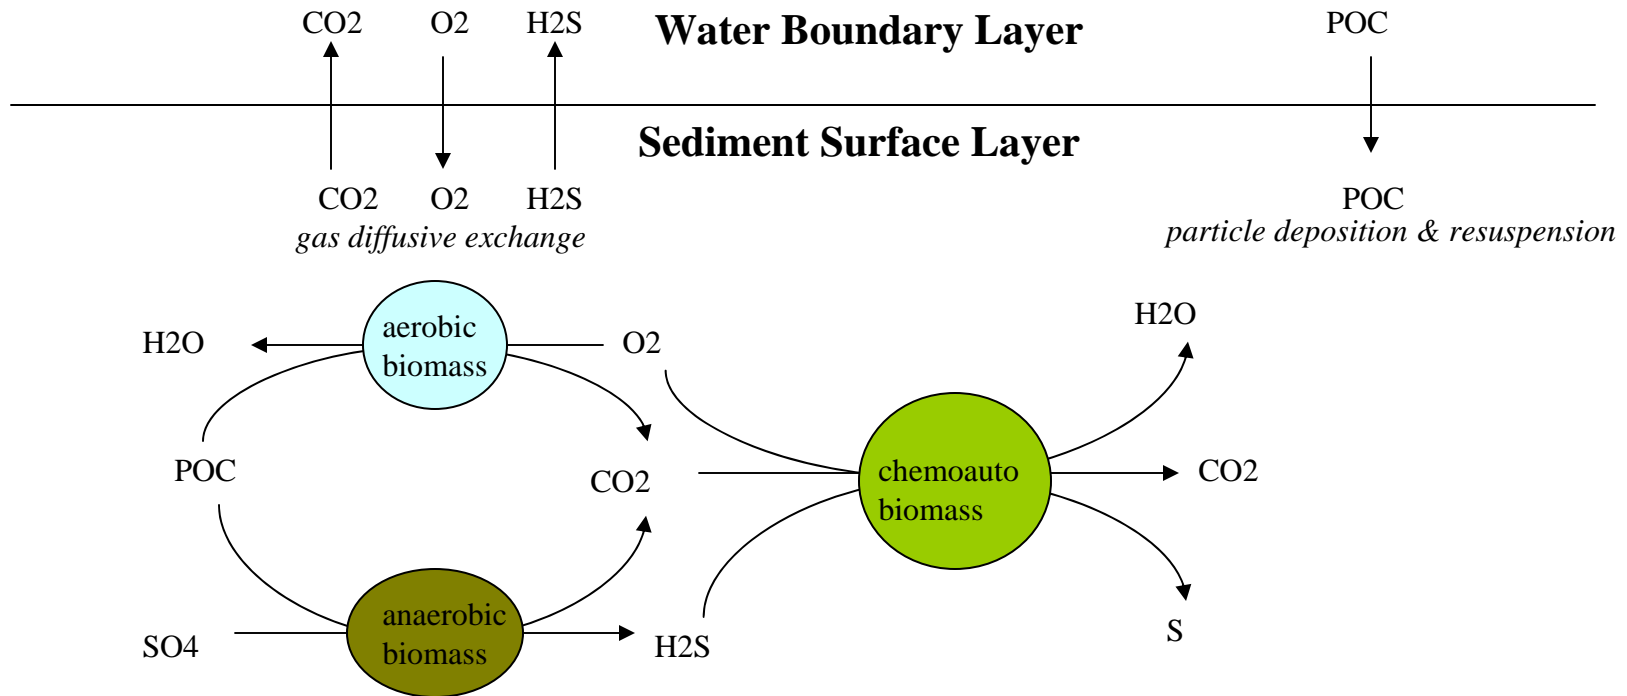 CO2 O2 H2S Water Boundary Layer POC
Sediment Surface Layer
CO2 O2 H2S POC
gas diffusive exchange particle deposition & resuspension
H2O
aerobic
biomass
H2O O2
POC CO2
chemoauto
biomass
CO2
anaerobic
biomass
SO4 H2S S